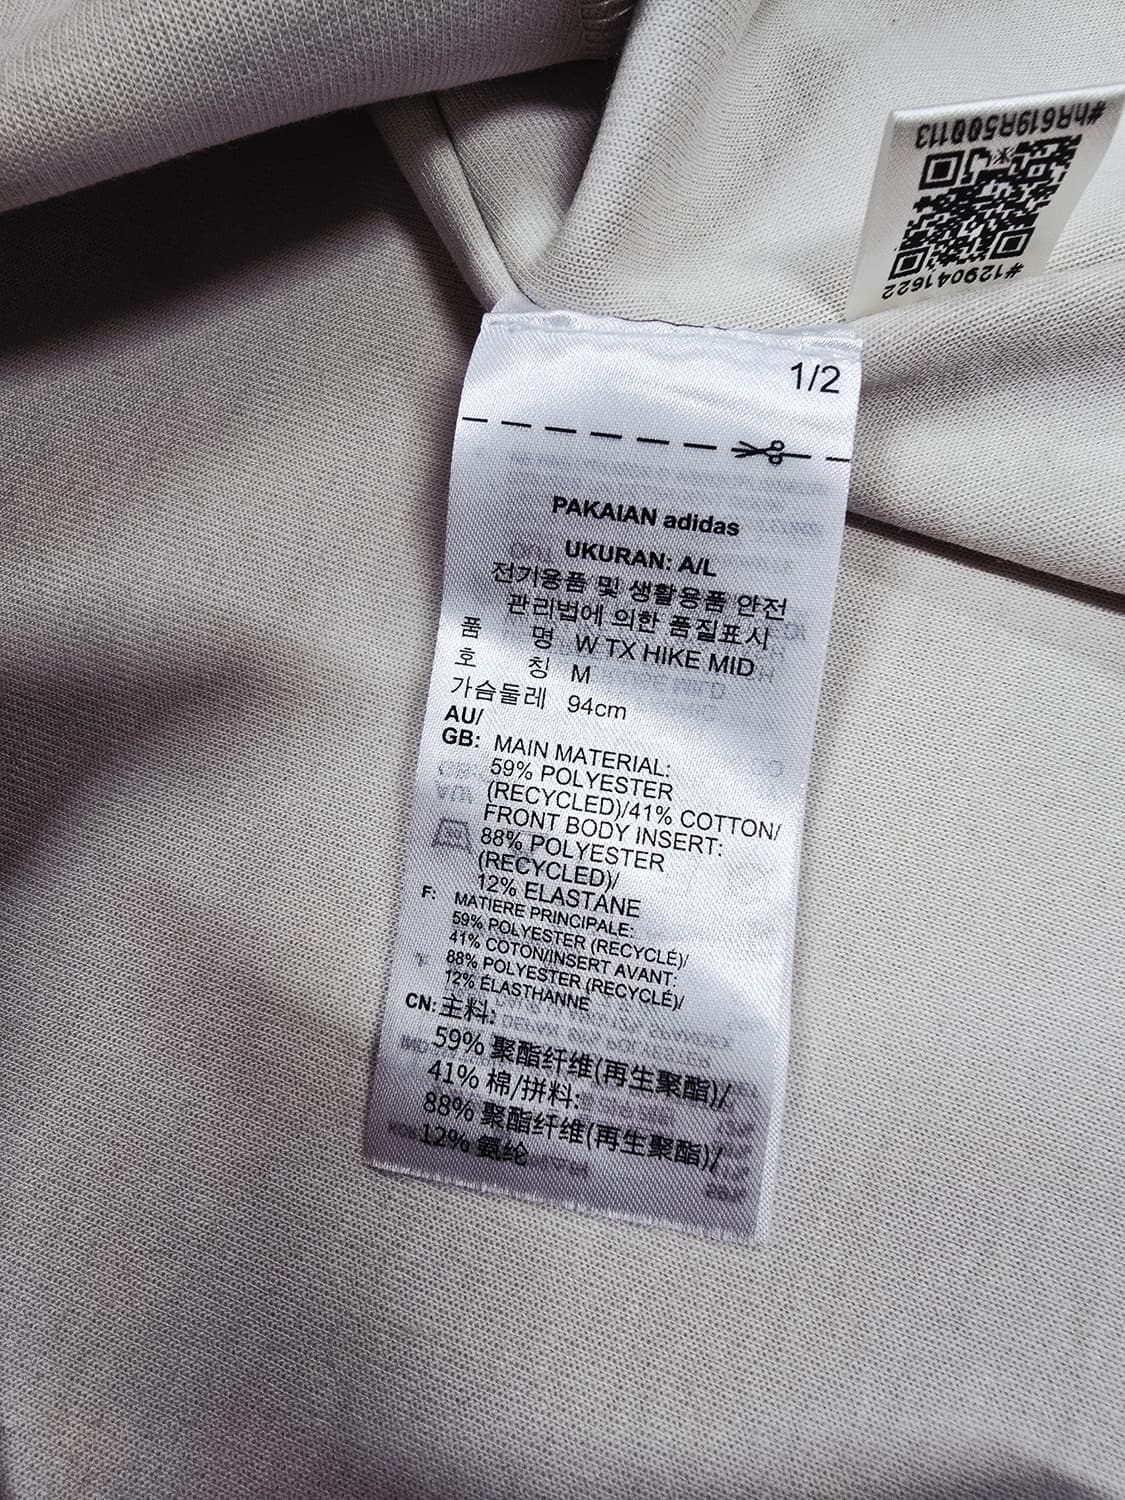 #hR619R500113
#129041622
1/2
PAKAIAN adidas
UKURAN: A/L
전기용품 및 생활용품 안전
관리법에 의한 품질표시
품 명 W TX HIKE MID
호 칭 M
가슴둘레 94cm
AU/
GB: MAIN MATERIAL:
59% POLYESTER
(RECYCLED)/41% COTTON/
FRONT BODY INSERT:
88% POLYESTER
(RECYCLED)/
12% ELASTANE
F: MATIERE PRINCIPALE:
59% POLYESTER (RECYCLÉ)/
41% COTON/INSERT AVANT:
88% POLYESTER (RECYCLÉ)/
12% ÉLASTHANNE
CN: 主料:
59% 聚酯纤维(再生聚酯)/
41% 棉/拼料:
88% 聚酯纤维(再生聚酯)/
12% 氨纶